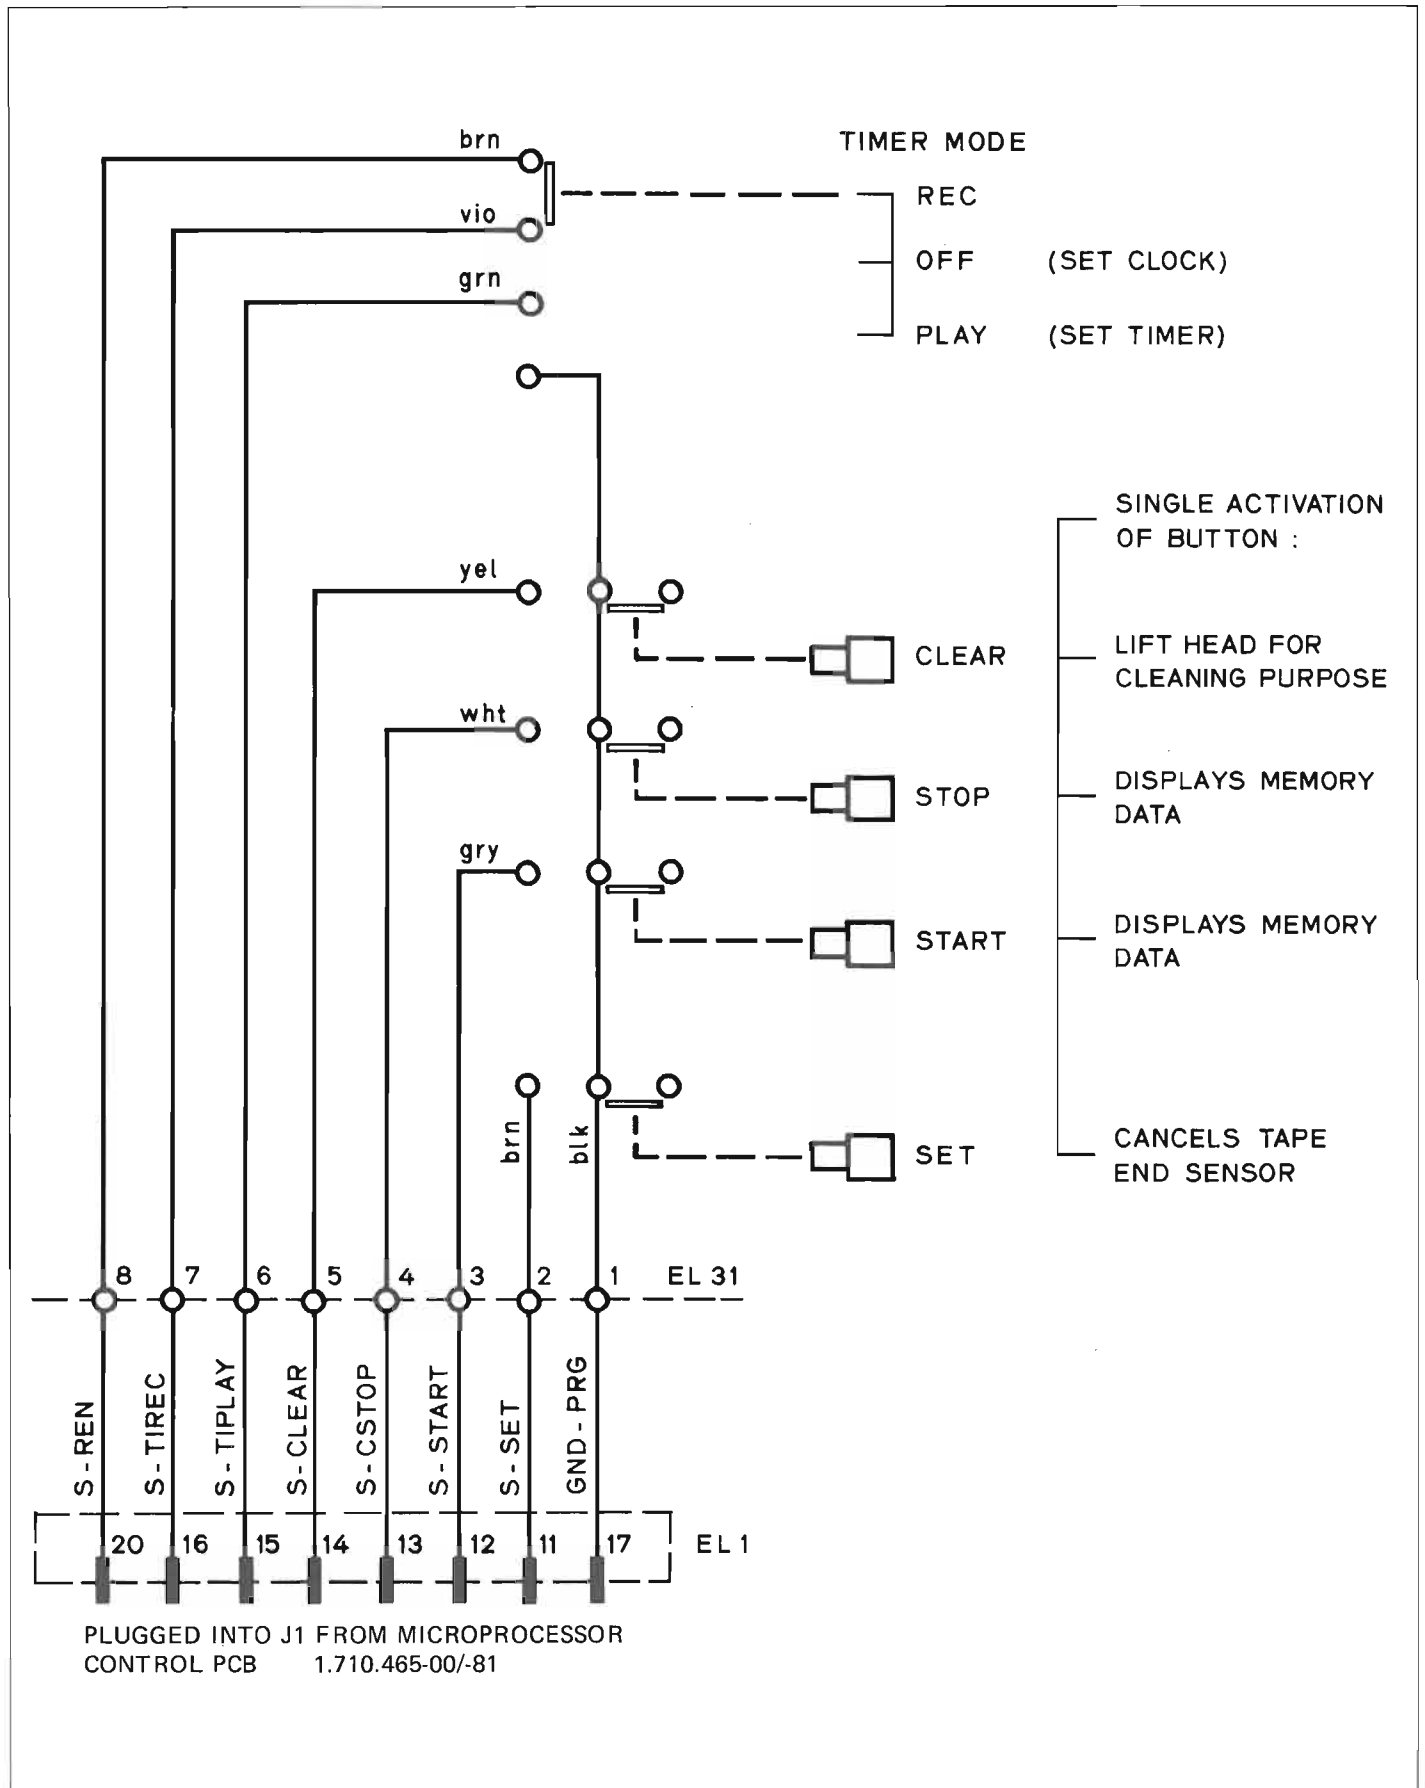 brn
TIMER MODE
REC
vio
OFF (SET CLOCK)
grn
PLAY (SET TIMER)
SINGLE ACTIVATION
OF BUTTON :
yel
CLEAR
LIFT HEAD FOR
CLEANING PURPOSE
wht
STOP
DISPLAYS MEMORY
DATA
gry
START
DISPLAYS MEMORY
DATA
brn
blk
SET
CANCELS TAPE
END SENSOR
8 7 6 5 4 3 2 1 EL 31
S-REN
S-TIREC
S-TIPLAY
S-CLEAR
S-CSTOP
S-START
S-SET
GND-PRG
20 16 15 14 13 12 11 17 EL 1
PLUGGED INTO J1 FROM MICROPROCESSOR
CONTROL PCB 1.710.465-00/-81